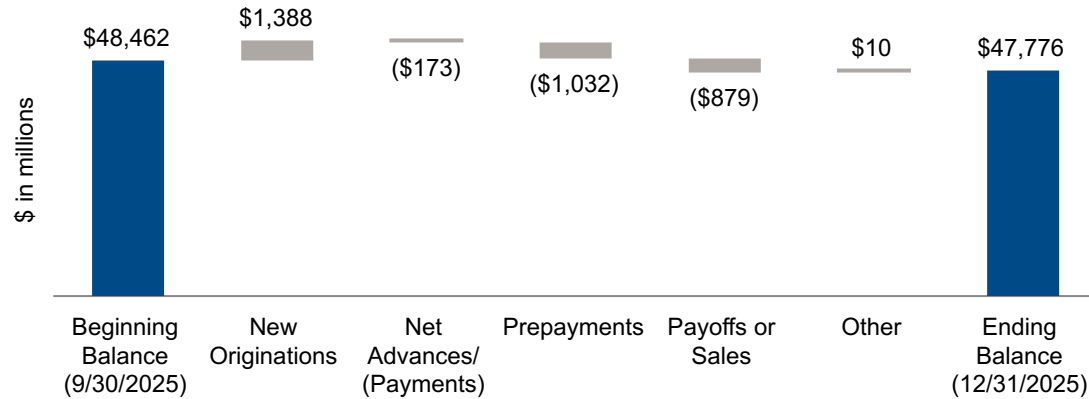 $ in millions
$48,462
$1,388
($173)
($1,032)
($879)
$10
$47,776
Beginning
Balance
(9/30/2025)
New
Originations
Net
Advances/
(Payments)
Prepayments
Payoffs or
Sales
Other
Ending
Balance
(12/31/2025)